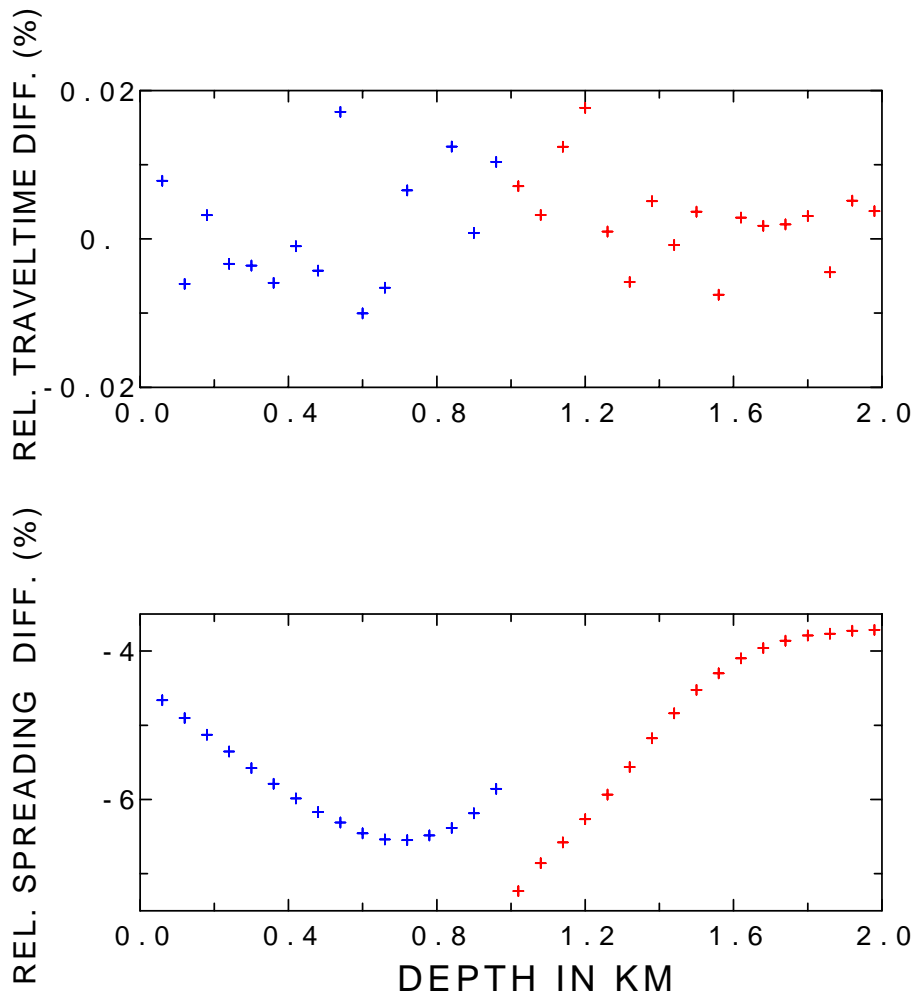 REL. TRAVELTIME DIFF. (%)
0.02
0.
-0.02
0.0 0.4 0.8 1.2 1.6 2.0
REL. SPREADING DIFF. (%)
-4
-6
0.0 0.4 0.8 1.2 1.6 2.0
DEPTH IN KM